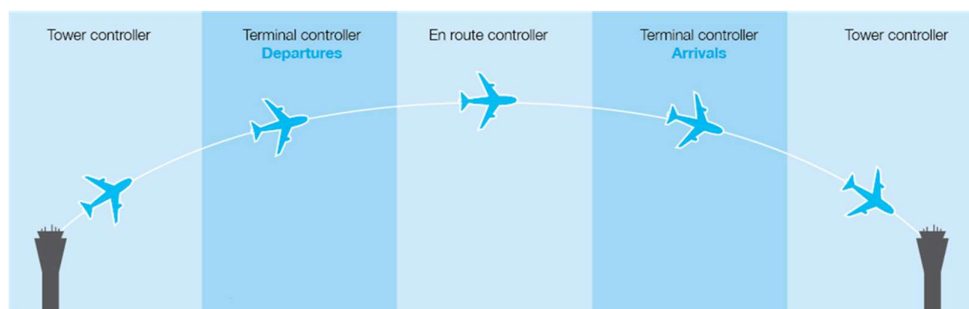 Tower controller
Terminal controller
Departures
En route controller
Terminal controller
Arrivals
Tower controller